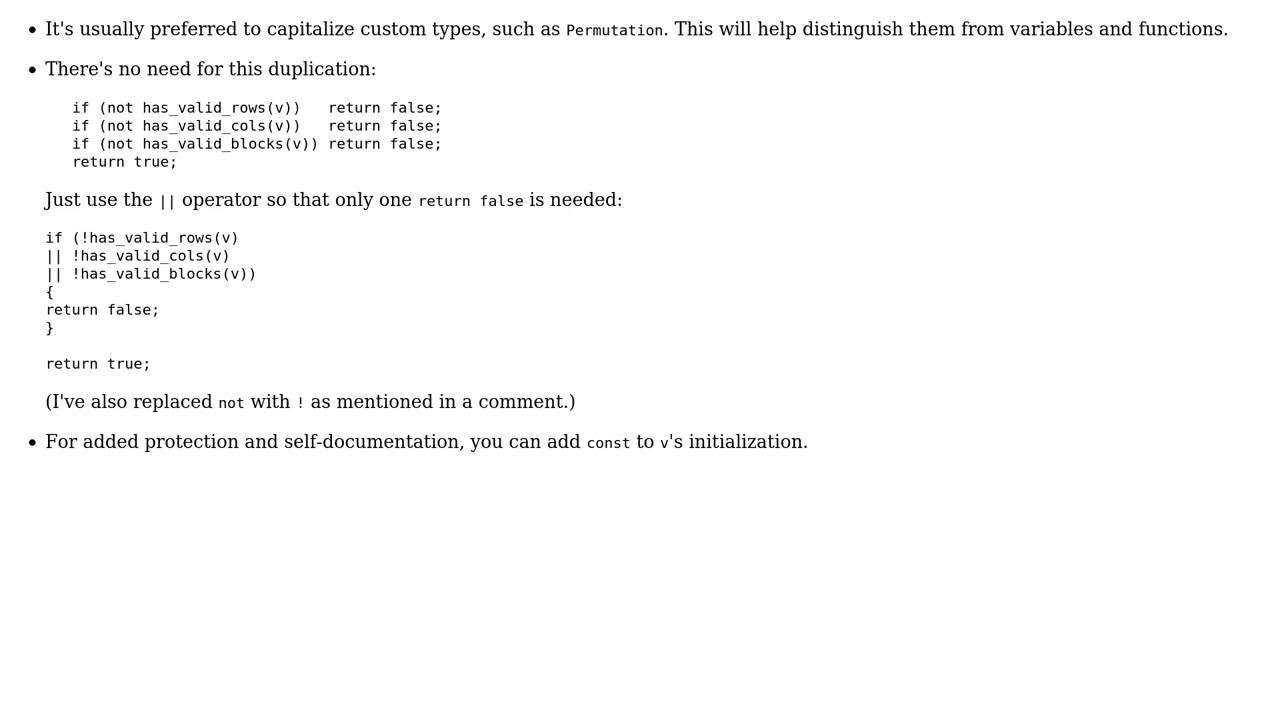 • It's usually preferred to capitalize custom types, such as Permutation. This will help distinguish them from variables and functions.
• There's no need for this duplication:
if (not has_valid_rows(v))   return false;
if (not has_valid_cols(v))   return false;
if (not has_valid_blocks(v)) return false;
return true;
Just use the || operator so that only one return false is needed:
if (!has_valid_rows(v)
|| !has_valid_cols(v)
|| !has_valid_blocks(v))
{
return false;
}
return true;
(I've also replaced not with ! as mentioned in a comment.)
• For added protection and self-documentation, you can add const to v's initialization.